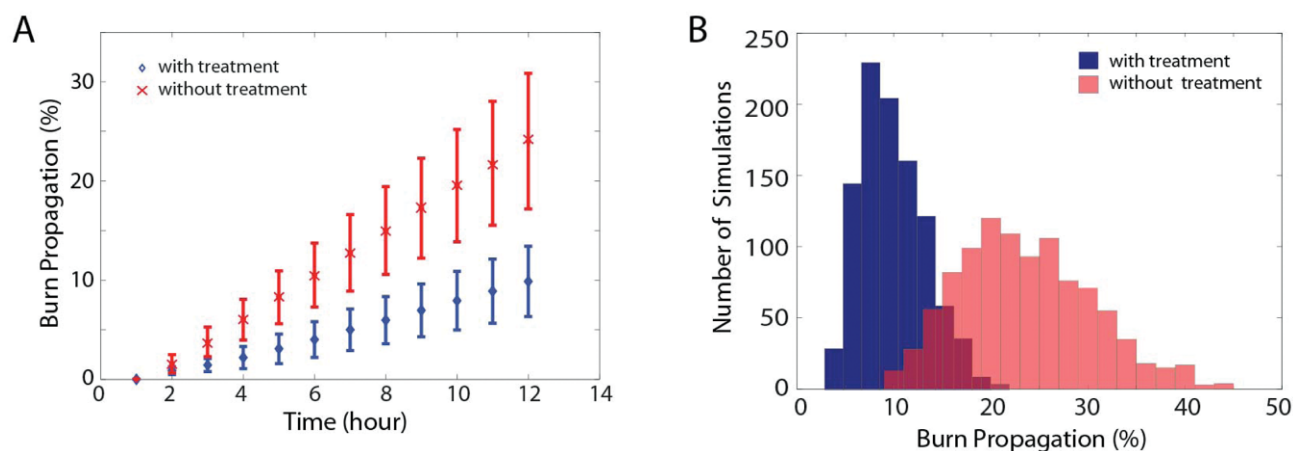 A
with treatment
without treatment
Burn Propagation (%)
30
20
10
0
0 2 4 6 8 10 12 14
Time (hour)
B
with treatment
without treatment
Number of Simulations
250
200
150
100
50
0
0 10 20 30 40 50
Burn Propagation (%)